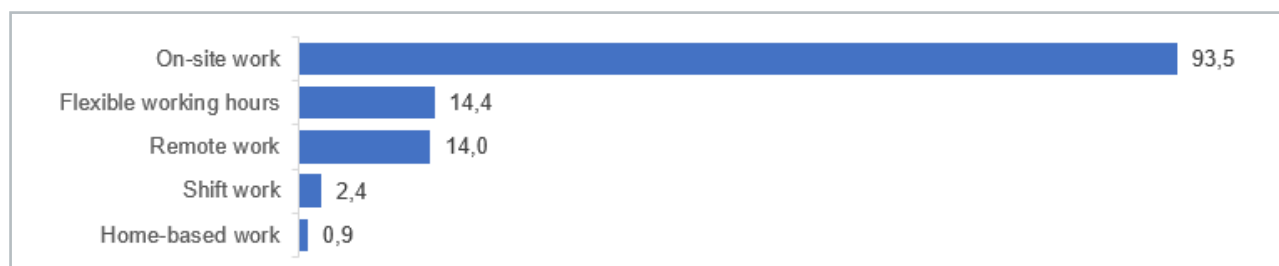 On-site work 93,5
Flexible working hours 14,4
Remote work 14,0
Shift work 2,4
Home-based work 0,9